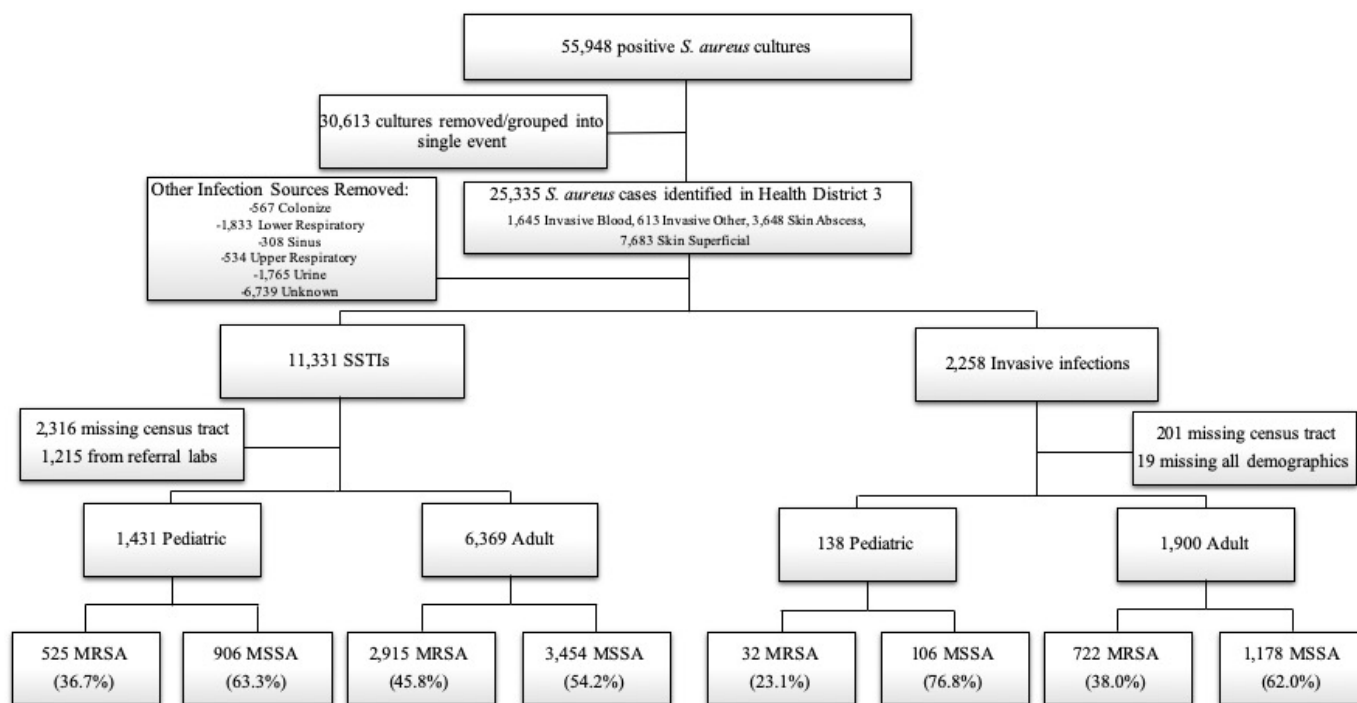 55,948 positive S. aureus cultures
30,613 cultures removed/grouped into
single event
Other Infection Sources Removed:
-567 Colonize
-1,833 Lower Respiratory
-308 Sinus
-534 Upper Respiratory
-1,765 Urine
-6,739 Unknown
25,335 S. aureus cases identified in Health District 3
1,645 Invasive Blood, 613 Invasive Other, 3,648 Skin Abscess,
7,683 Skin Superficial
11,331 SSTIs
2,258 Invasive infections
2,316 missing census tract
1,215 from referral labs
201 missing census tract
19 missing all demographics
1,431 Pediatric
6,369 Adult
138 Pediatric
1,900 Adult
525 MRSA
(36.7%)
906 MSSA
(63.3%)
2,915 MRSA
(45.8%)
3,454 MSSA
(54.2%)
32 MRSA
(23.1%)
106 MSSA
(76.8%)
722 MRSA
(38.0%)
1,178 MSSA
(62.0%)